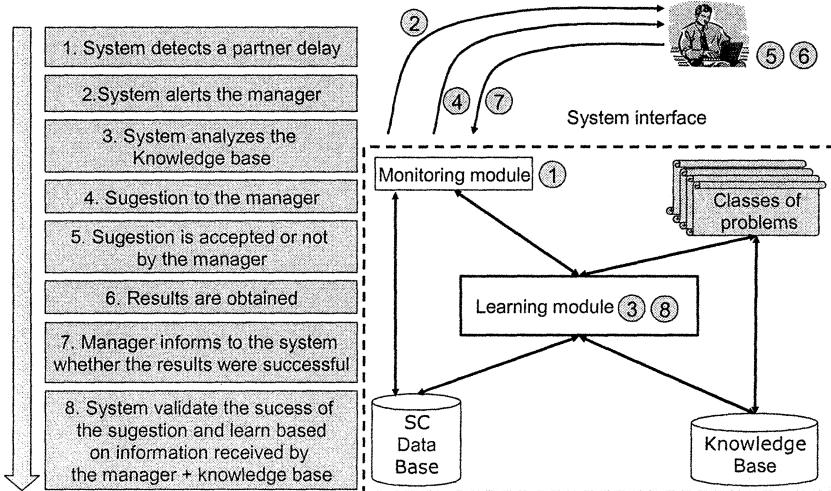 1. System detects a partner delay
2.System alerts the manager
3. System analyzes the
Knowledge base
4. Sugestion to the manager
5. Sugestion is accepted or not
by the manager
6. Results are obtained
7. Manager informs to the system
whether the results were successful
8. System validate the sucess of
the sugestion and learn based
on information received by
the manager + knowledge base
2
4
7
5 6
System interface
Monitoring module 1
Classes of
problems
Learning module 3 8
SC
Data
Base
Knowledge
Base